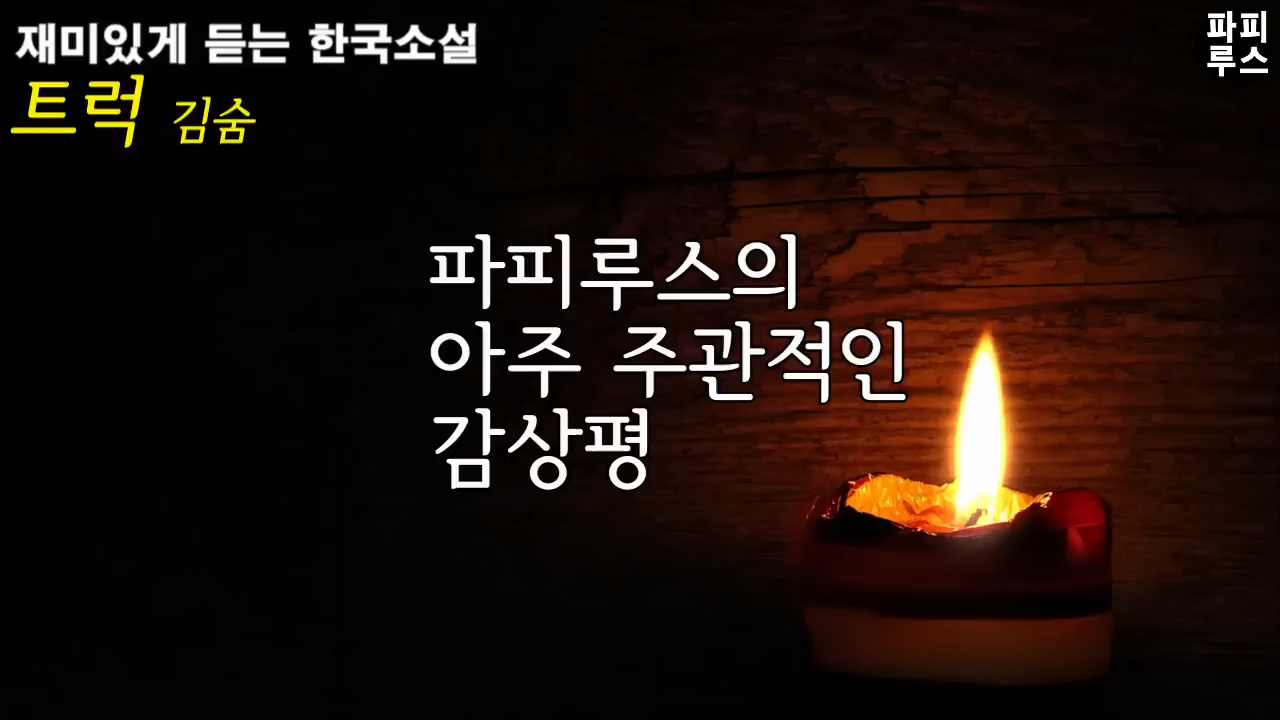 재미있게 듣는 한국소설
트럭 김숨
파피
루스
파피루스의
아주 주관적인
감상평